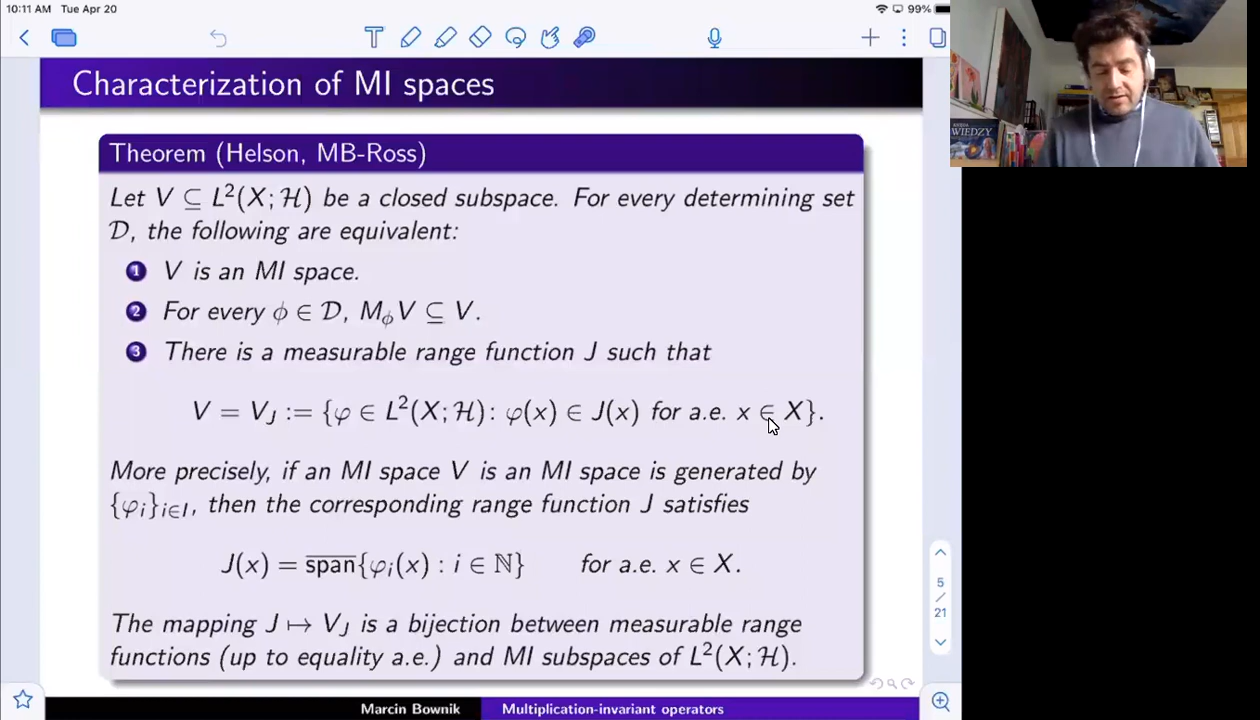 10:11 AM Tue Apr 20
99%
Characterization of MI spaces
Theorem (Helson, MB-Ross)
Let V ⊆ L²(X; ℋ) be a closed subspace. For every determining set
𝒟, the following are equivalent:
1 V is an MI space.
2 For every ϕ ∈ 𝒟, M_ϕ V ⊆ V.
3 There is a measurable range function J such that
V = V_J := {φ ∈ L²(X; ℋ): φ(x) ∈ J(x) for a.e. x ∈ X}.
More precisely, if an MI space V is an MI space is generated by
{φ_i}_{i∈I}, then the corresponding range function J satisfies
J(x) = \overline{span}{φ_i(x) : i ∈ ℕ} for a.e. x ∈ X.
The mapping J ↦ V_J is a bijection between measurable range
functions (up to equality a.e.) and MI subspaces of L²(X; ℋ).
5
/
21
Marcin Bownik Multiplication-invariant operators
WIEDZY